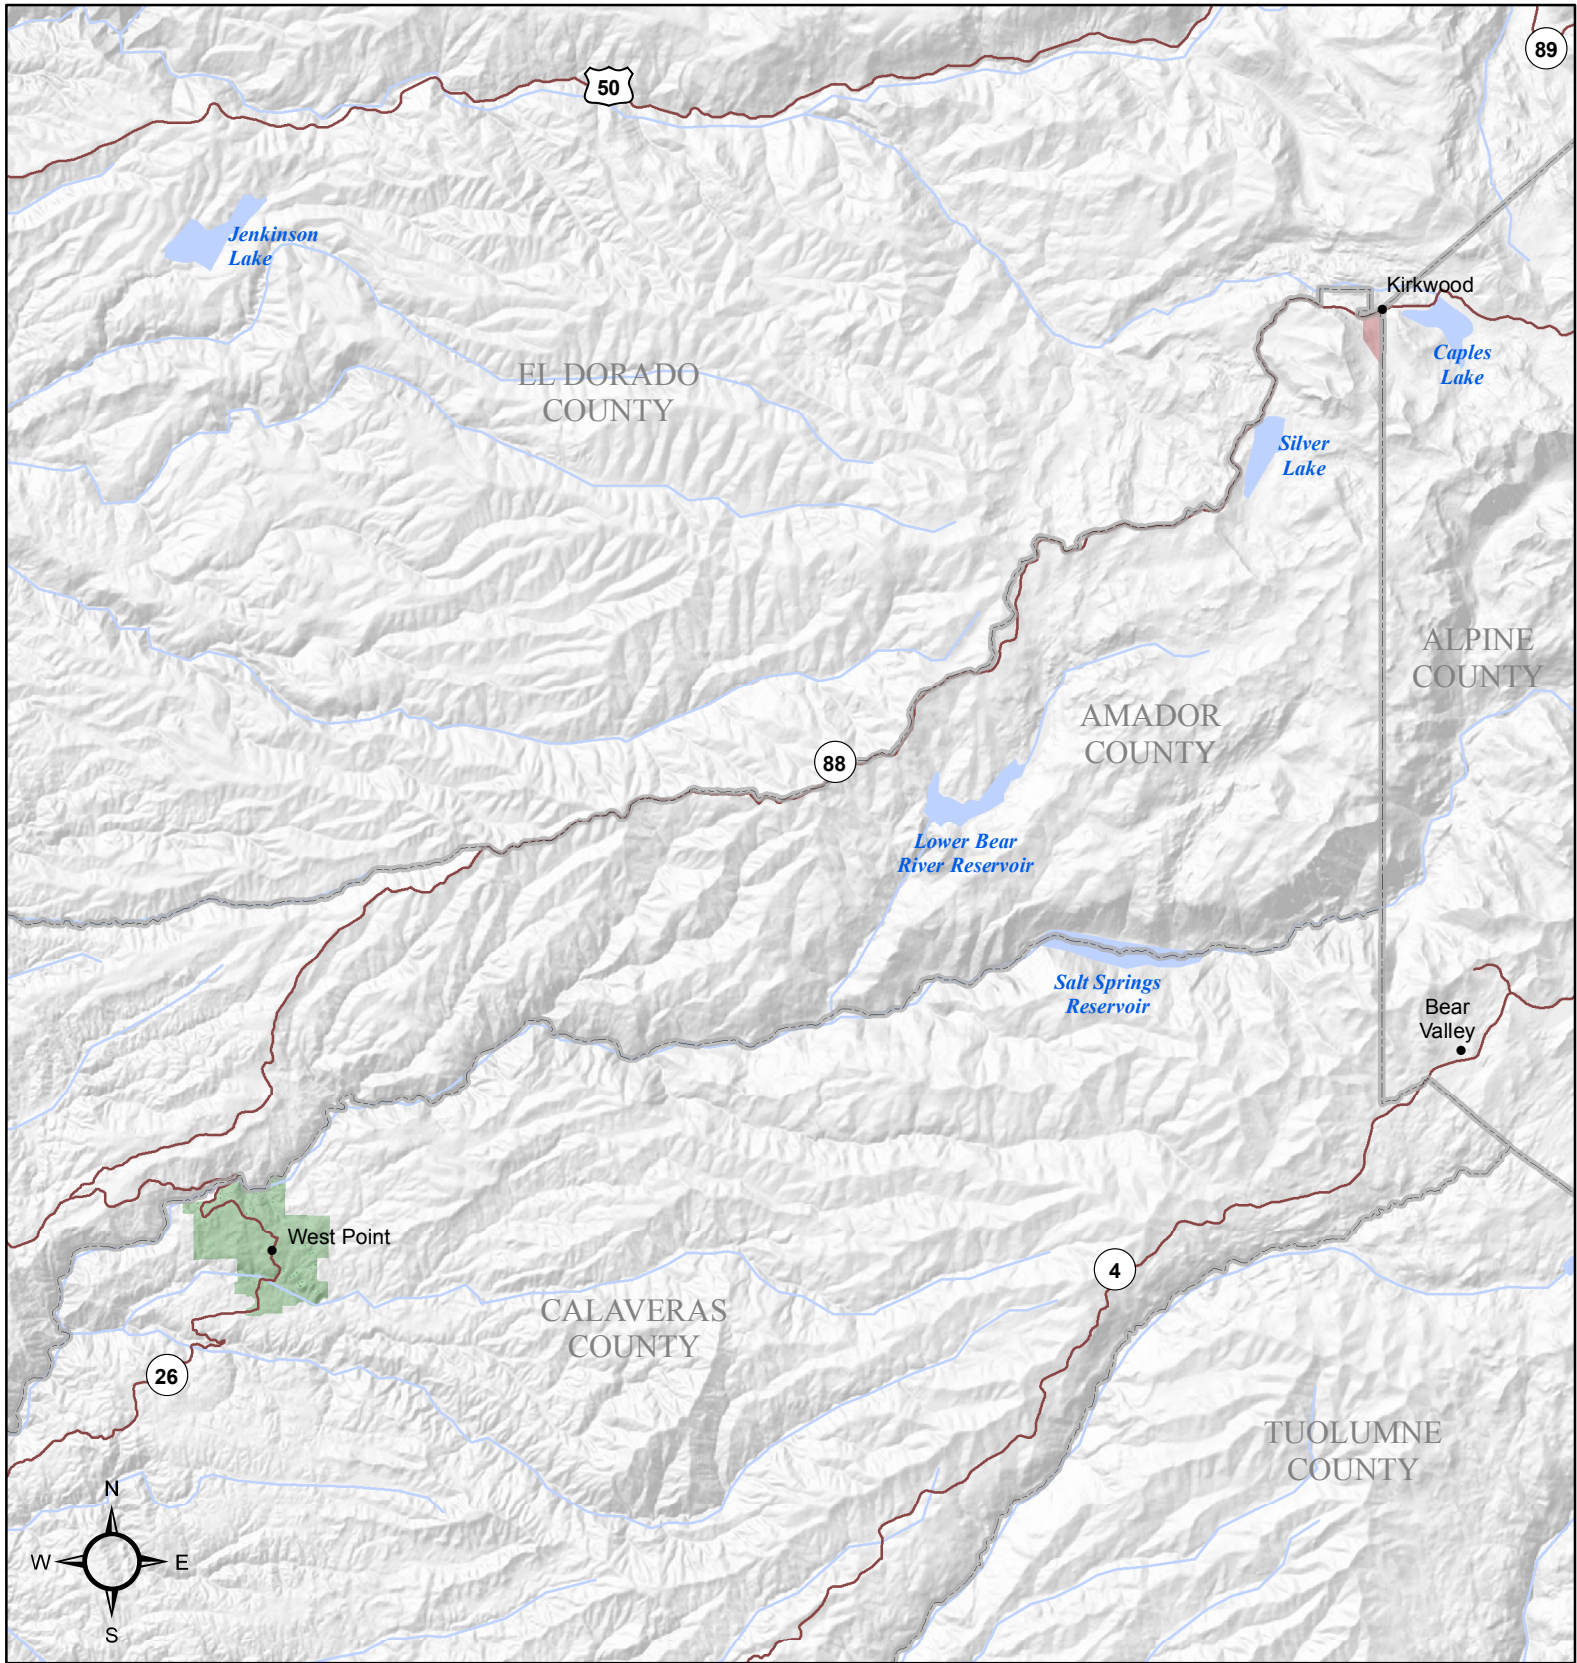 89
50
Jenkinson
Lake
Kirkwood
Caples
Lake
EL DORADO
COUNTY
Silver
Lake
ALPINE
COUNTY
AMADOR
COUNTY
88
Lower Bear
River Reservoir
Salt Springs
Reservoir
Bear
Valley
West Point
4
CALAVERAS
COUNTY
26
TUOLUMNE
COUNTY
N
W
E
S